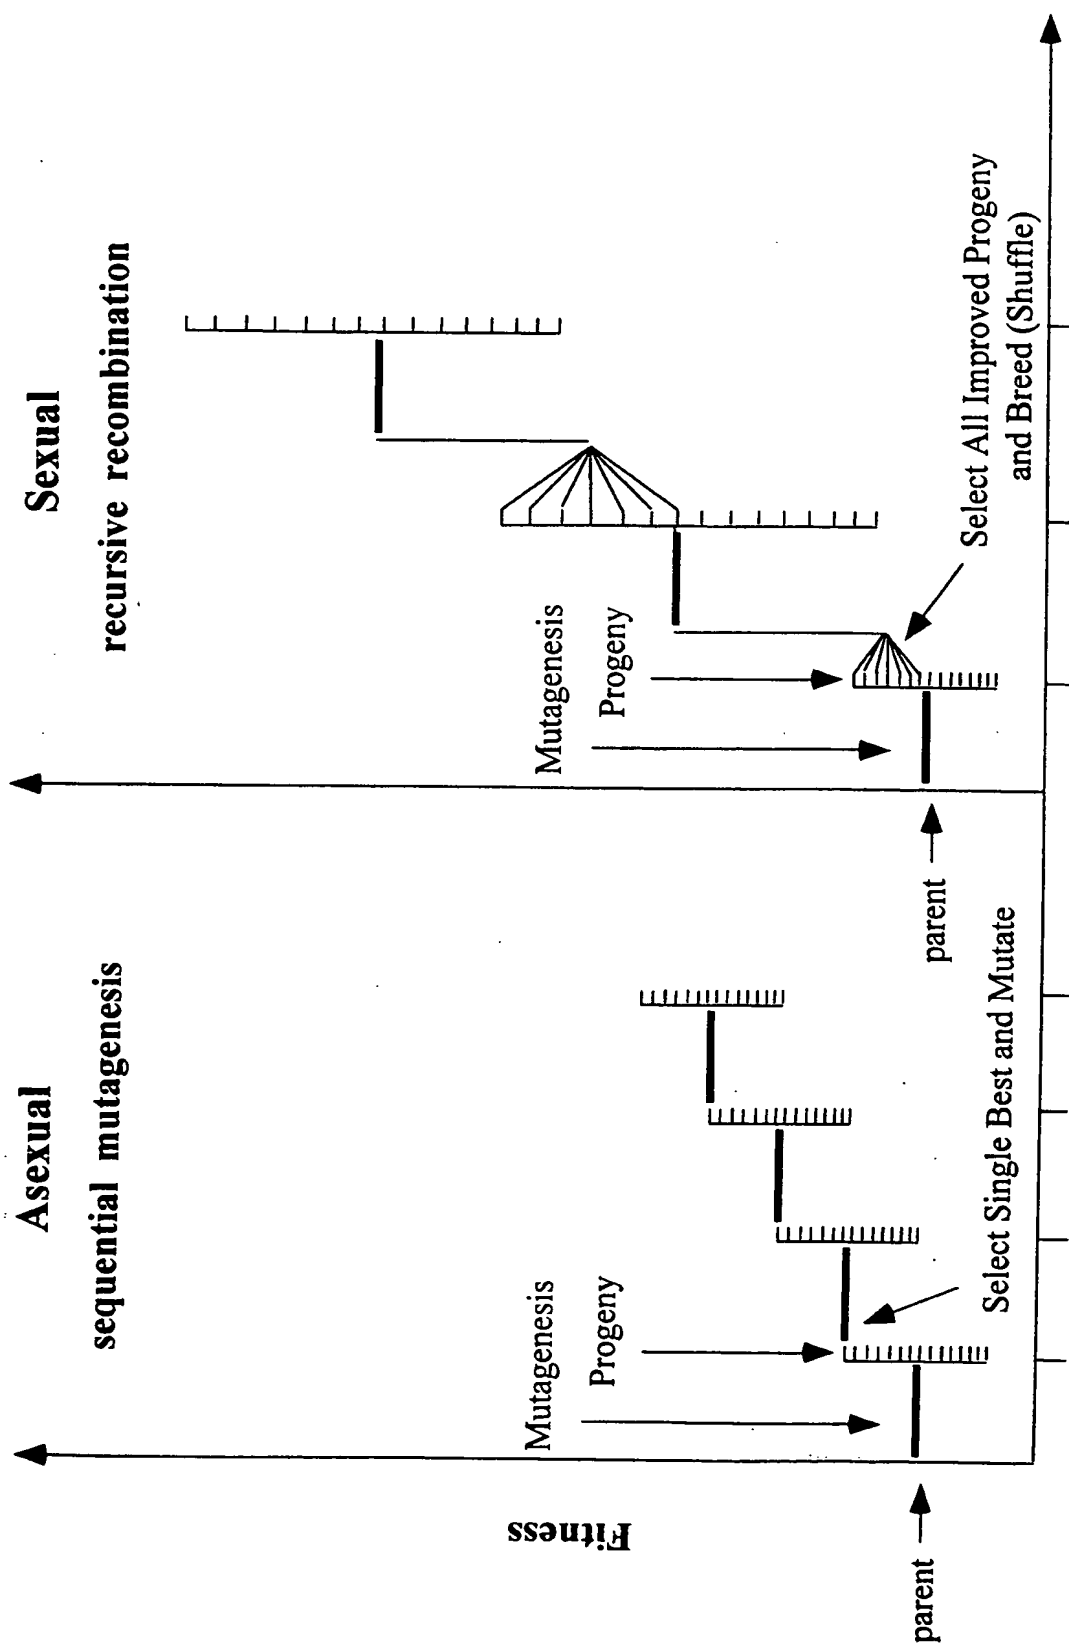 Asexual
sequential mutagenesis
Sexual
recursive recombination
Fitness
Mutagenesis
Progeny
parent
Select Single Best and Mutate
Mutagenesis
Progeny
parent
Select All Improved Progeny
and Breed (Shuffle)